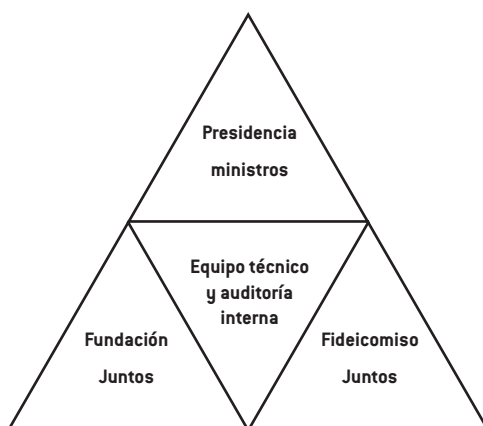 Presidencia
ministros
Equipo técnico
y auditoría
interna
Fundación
Juntos
Fideicomiso
Juntos